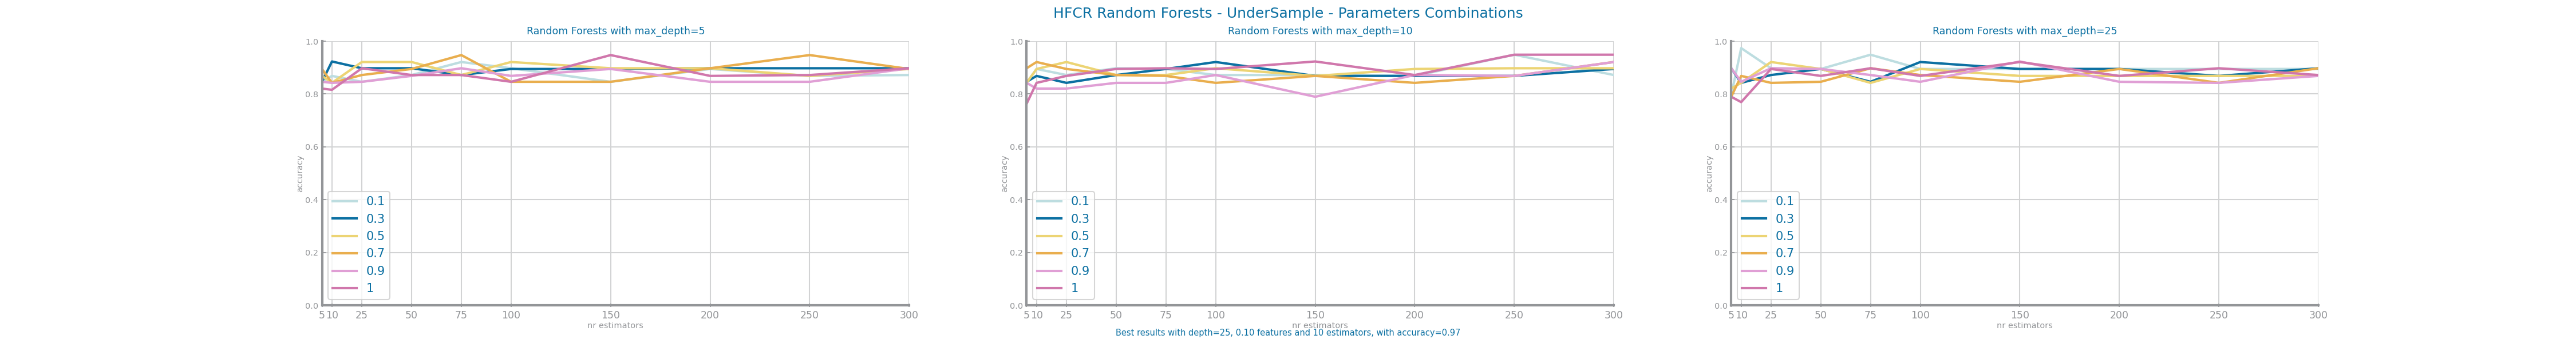 HFCR Random Forests - UnderSample - Parameters Combinations
Random Forests with max_depth=5
1.0
0.8
0.6
0.4
0.2
0.0
accuracy
0.1
0.3
0.5
0.7
0.9
1
5 10 25 50 75 100 150 200 250 300
nr estimators
Random Forests with max_depth=10
1.0
0.8
0.6
0.4
0.2
0.0
accuracy
0.1
0.3
0.5
0.7
0.9
1
5 10 25 50 75 100 150 200 250 300
nr estimators
Best results with depth=25, 0.10 features and 10 estimators, with accuracy=0.97
Random Forests with max_depth=25
1.0
0.8
0.6
0.4
0.2
0.0
accuracy
0.1
0.3
0.5
0.7
0.9
1
5 10 25 50 75 100 150 200 250 300
nr estimators